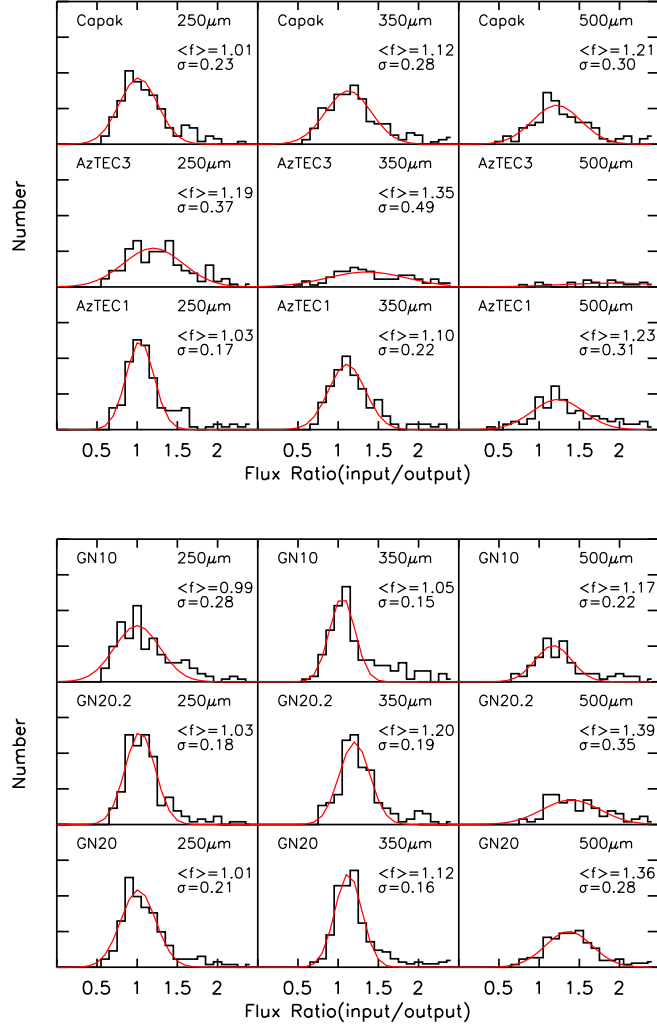 Capak 250μm
<f>=1.01
σ=0.23
Capak 350μm
<f>=1.12
σ=0.28
Capak 500μm
<f>=1.21
σ=0.30
AzTEC3 250μm
<f>=1.19
σ=0.37
AzTEC3 350μm
<f>=1.35
σ=0.49
AzTEC3 500μm
AzTEC1 250μm
<f>=1.03
σ=0.17
AzTEC1 350μm
<f>=1.10
σ=0.22
AzTEC1 500μm
<f>=1.23
σ=0.31
Number
0.5 1 1.5 2 0.5 1 1.5 2 0.5 1 1.5 2
Flux Ratio(input/output)
GN10 250μm
<f>=0.99
σ=0.28
GN10 350μm
<f>=1.05
σ=0.15
GN10 500μm
<f>=1.17
σ=0.22
GN20.2 250μm
<f>=1.03
σ=0.18
GN20.2 350μm
<f>=1.20
σ=0.19
GN20.2 500μm
<f>=1.39
σ=0.35
GN20 250μm
<f>=1.01
σ=0.21
GN20 350μm
<f>=1.12
σ=0.16
GN20 500μm
<f>=1.36
σ=0.28
Number
0.5 1 1.5 2 0.5 1 1.5 2 0.5 1 1.5 2
Flux Ratio(input/output)